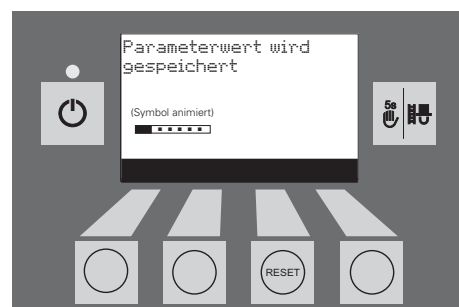 Parameterwert wird
gespeichert
(Symbol animiert)
5s
RESET